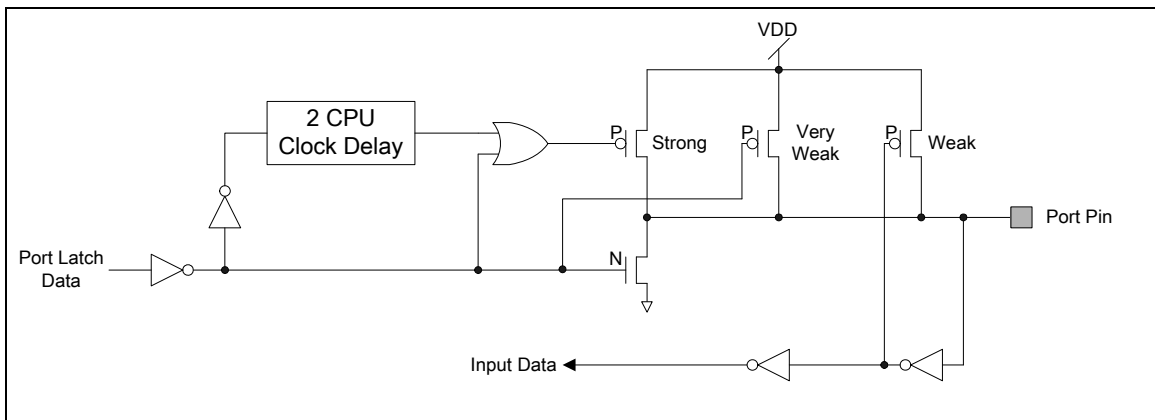 VDD
2 CPU
Clock Delay
P
Strong
P
Very
Weak
P
Weak
Port Pin
Port Latch
Data
N
Input Data